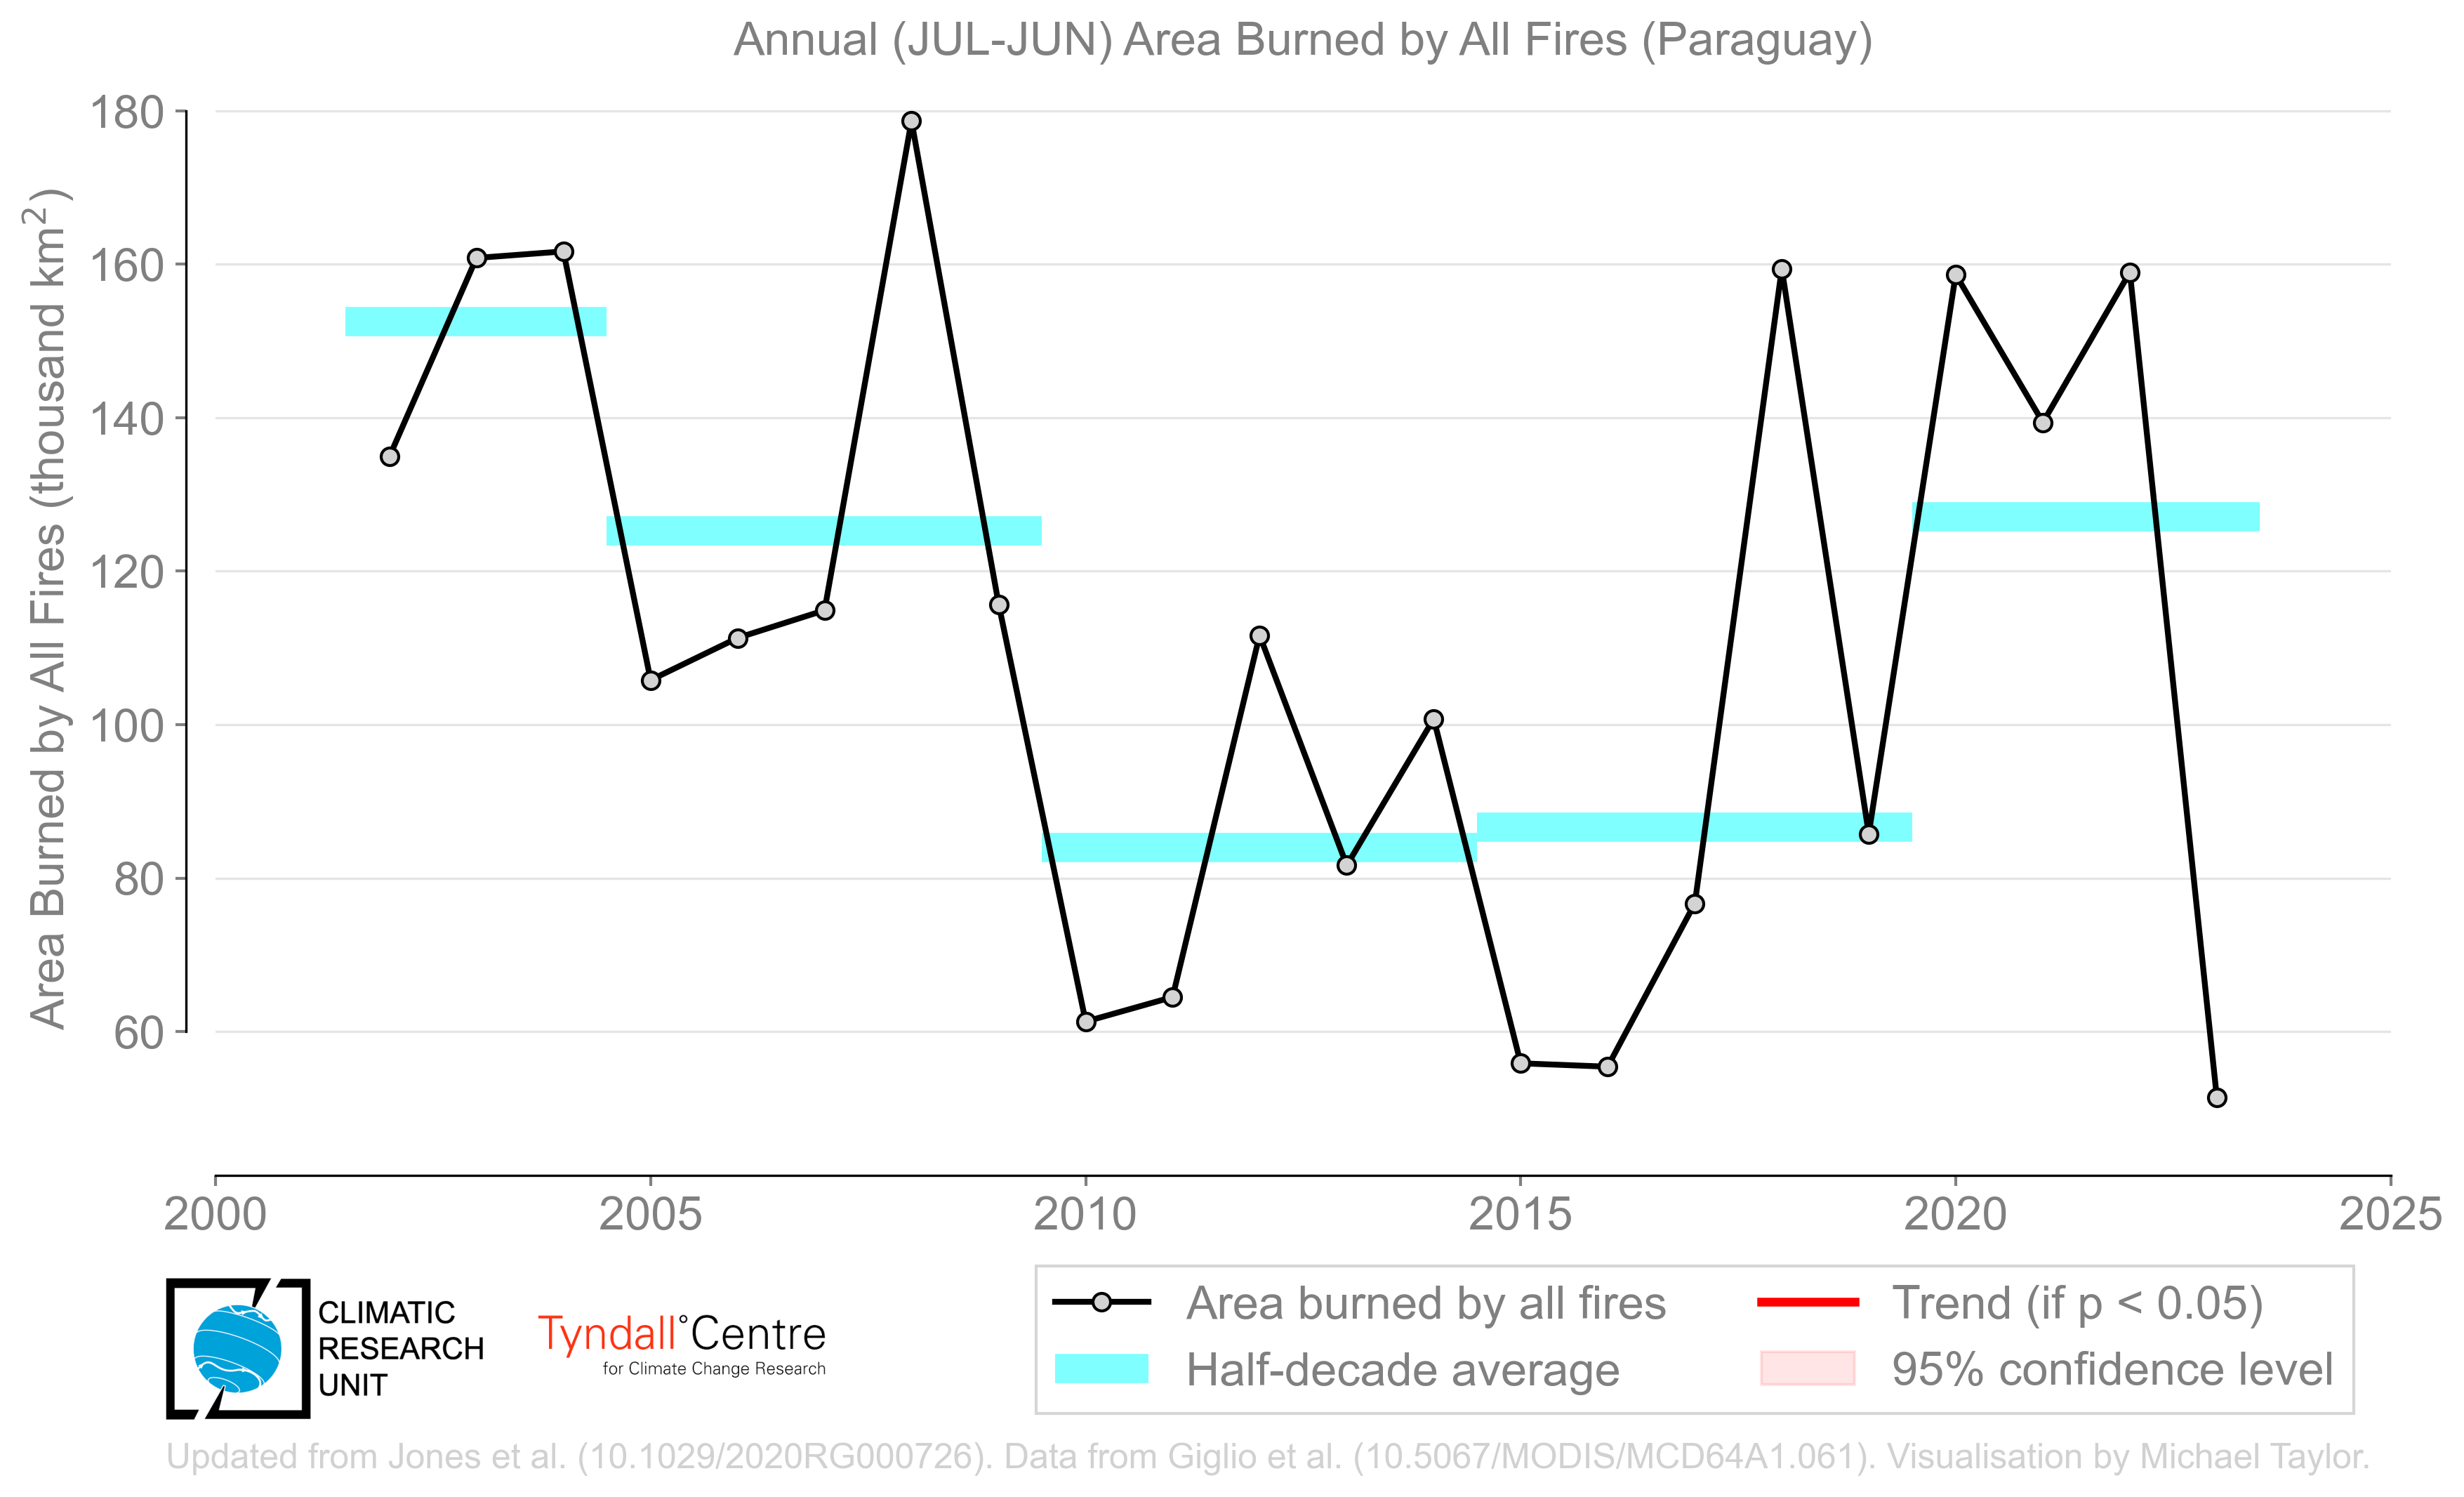 Annual (JUL-JUN) Area Burned by All Fires (Paraguay)
Area Burned by All Fires (thousand km²)
180
160
140
120
100
80
60
2000 2005 2010 2015 2020 2025
CLIMATIC
RESEARCH
UNIT
Tyndall°Centre
for Climate Change Research
Area burned by all fires
Half-decade average
Trend (if p < 0.05)
95% confidence level
Updated from Jones et al. (10.1029/2020RG000726). Data from Giglio et al. (10.5067/MODIS/MCD64A1.061). Visualisation by Michael Taylor.